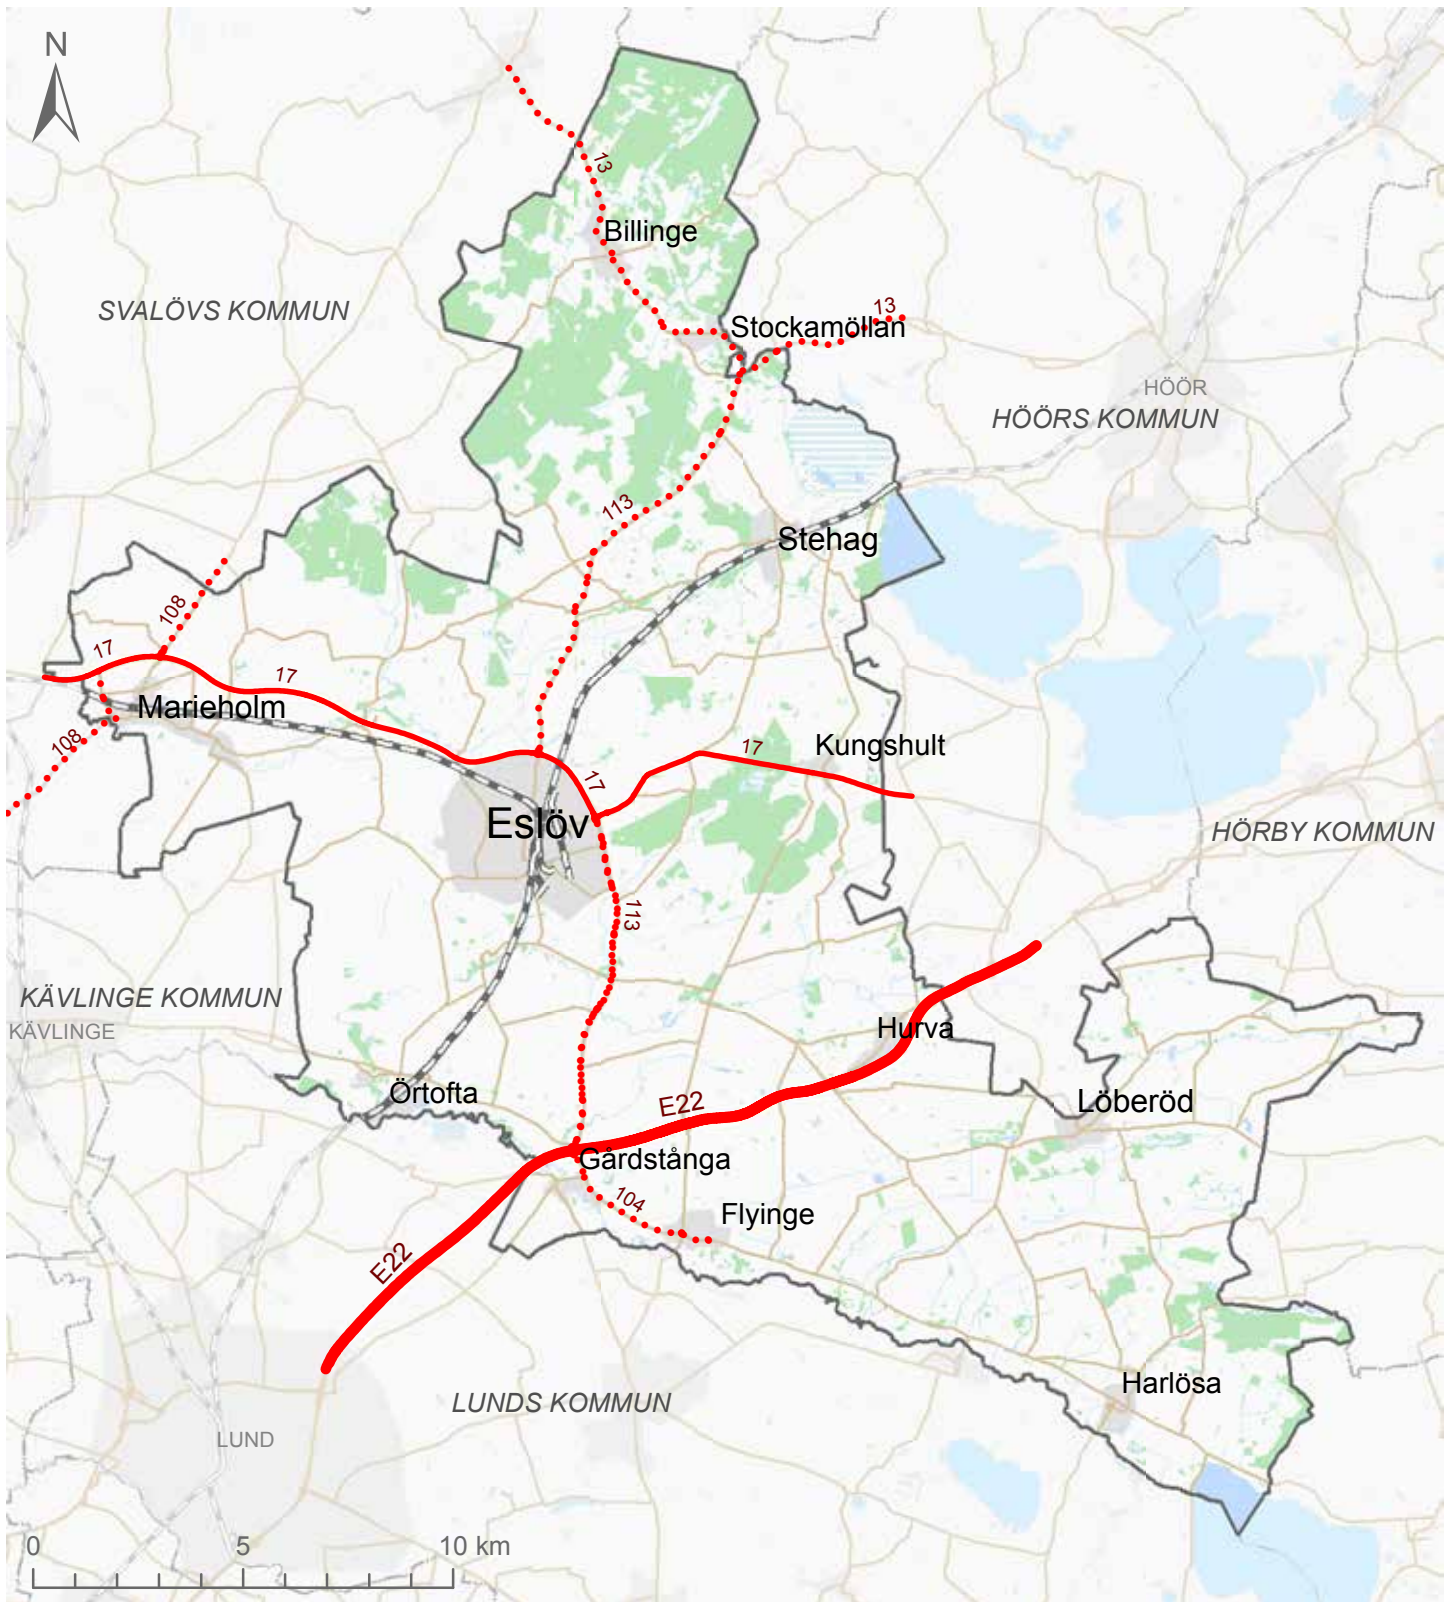 N
13
Billinge
SVALÖVS KOMMUN
13
Stockamöllan
HÖÖR
HÖÖRS KOMMUN
113
Stehag
108
17
17
Marieholm
108
17
Kungshult
17
Eslöv
HÖRBY KOMMUN
113
KÄVLINGE KOMMUN
KÄVLINGE
Hurva
Örtofta
E22
Löberöd
Gårdstånga
104
Flyinge
E22
Harlösa
LUNDS KOMMUN
LUND
0 5 10 km